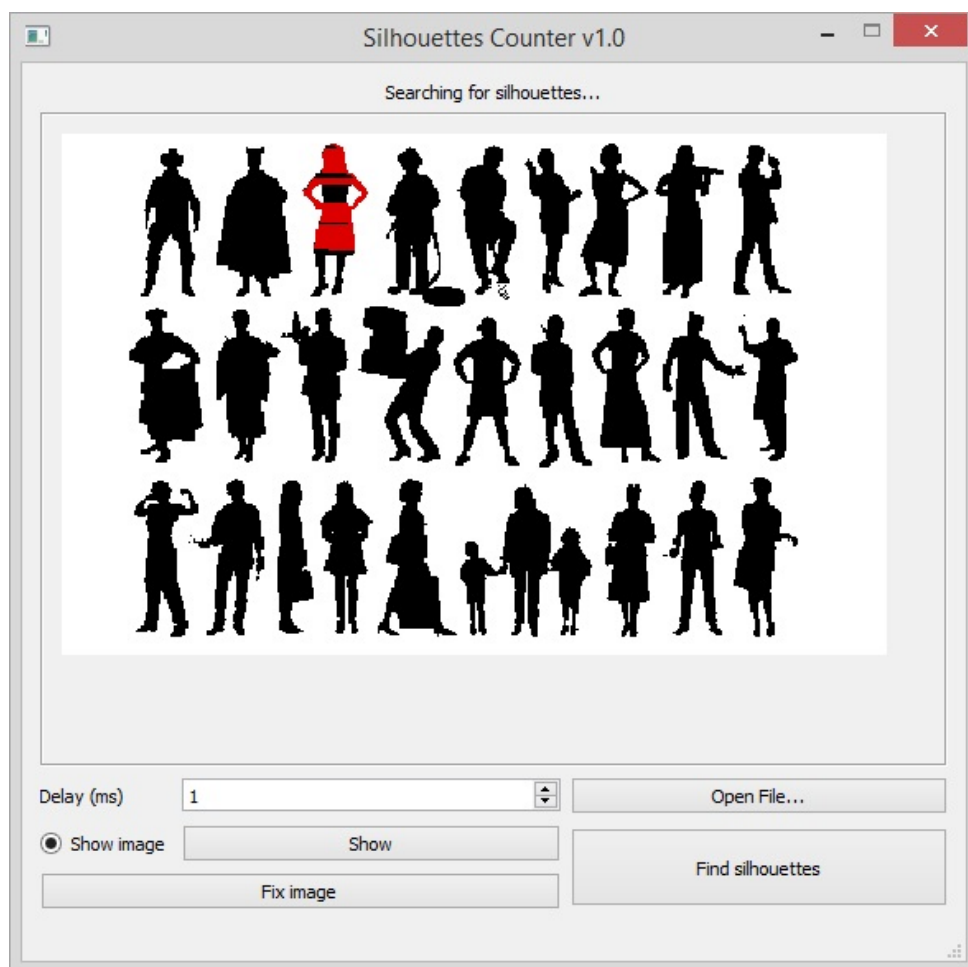 Silhouettes Counter v1.0
Searching for silhouettes...
Delay (ms)
1
Open File...
Show image
Show
Find silhouettes
Fix image